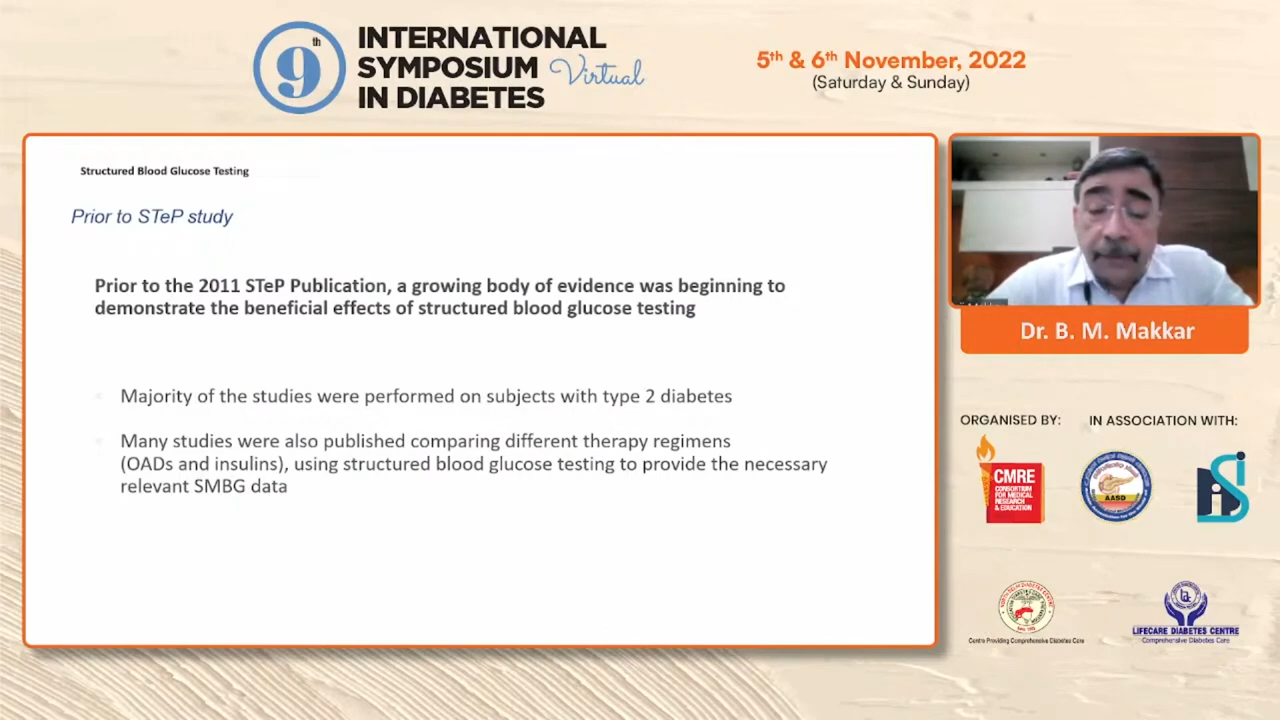 9th
INTERNATIONAL
SYMPOSIUM Virtual
IN DIABETES
5th & 6th November, 2022
(Saturday & Sunday)
Structured Blood Glucose Testing
Prior to STeP study
Prior to the 2011 STeP Publication, a growing body of evidence was beginning to
demonstrate the beneficial effects of structured blood glucose testing
Majority of the studies were performed on subjects with type 2 diabetes
Many studies were also published comparing different therapy regimens
(OADs and insulins), using structured blood glucose testing to provide the necessary
relevant SMBG data
Dr. B. M. Makkar
ORGANISED BY:
IN ASSOCIATION WITH:
CMRE
CONSORTIUM
FOR MEDICAL
RESEARCH
& EDUCATION
AASD
Centre Providing Comprehensive Diabetes Care
LIFECARE DIABETES CENTRE
Comprehensive Diabetes Care